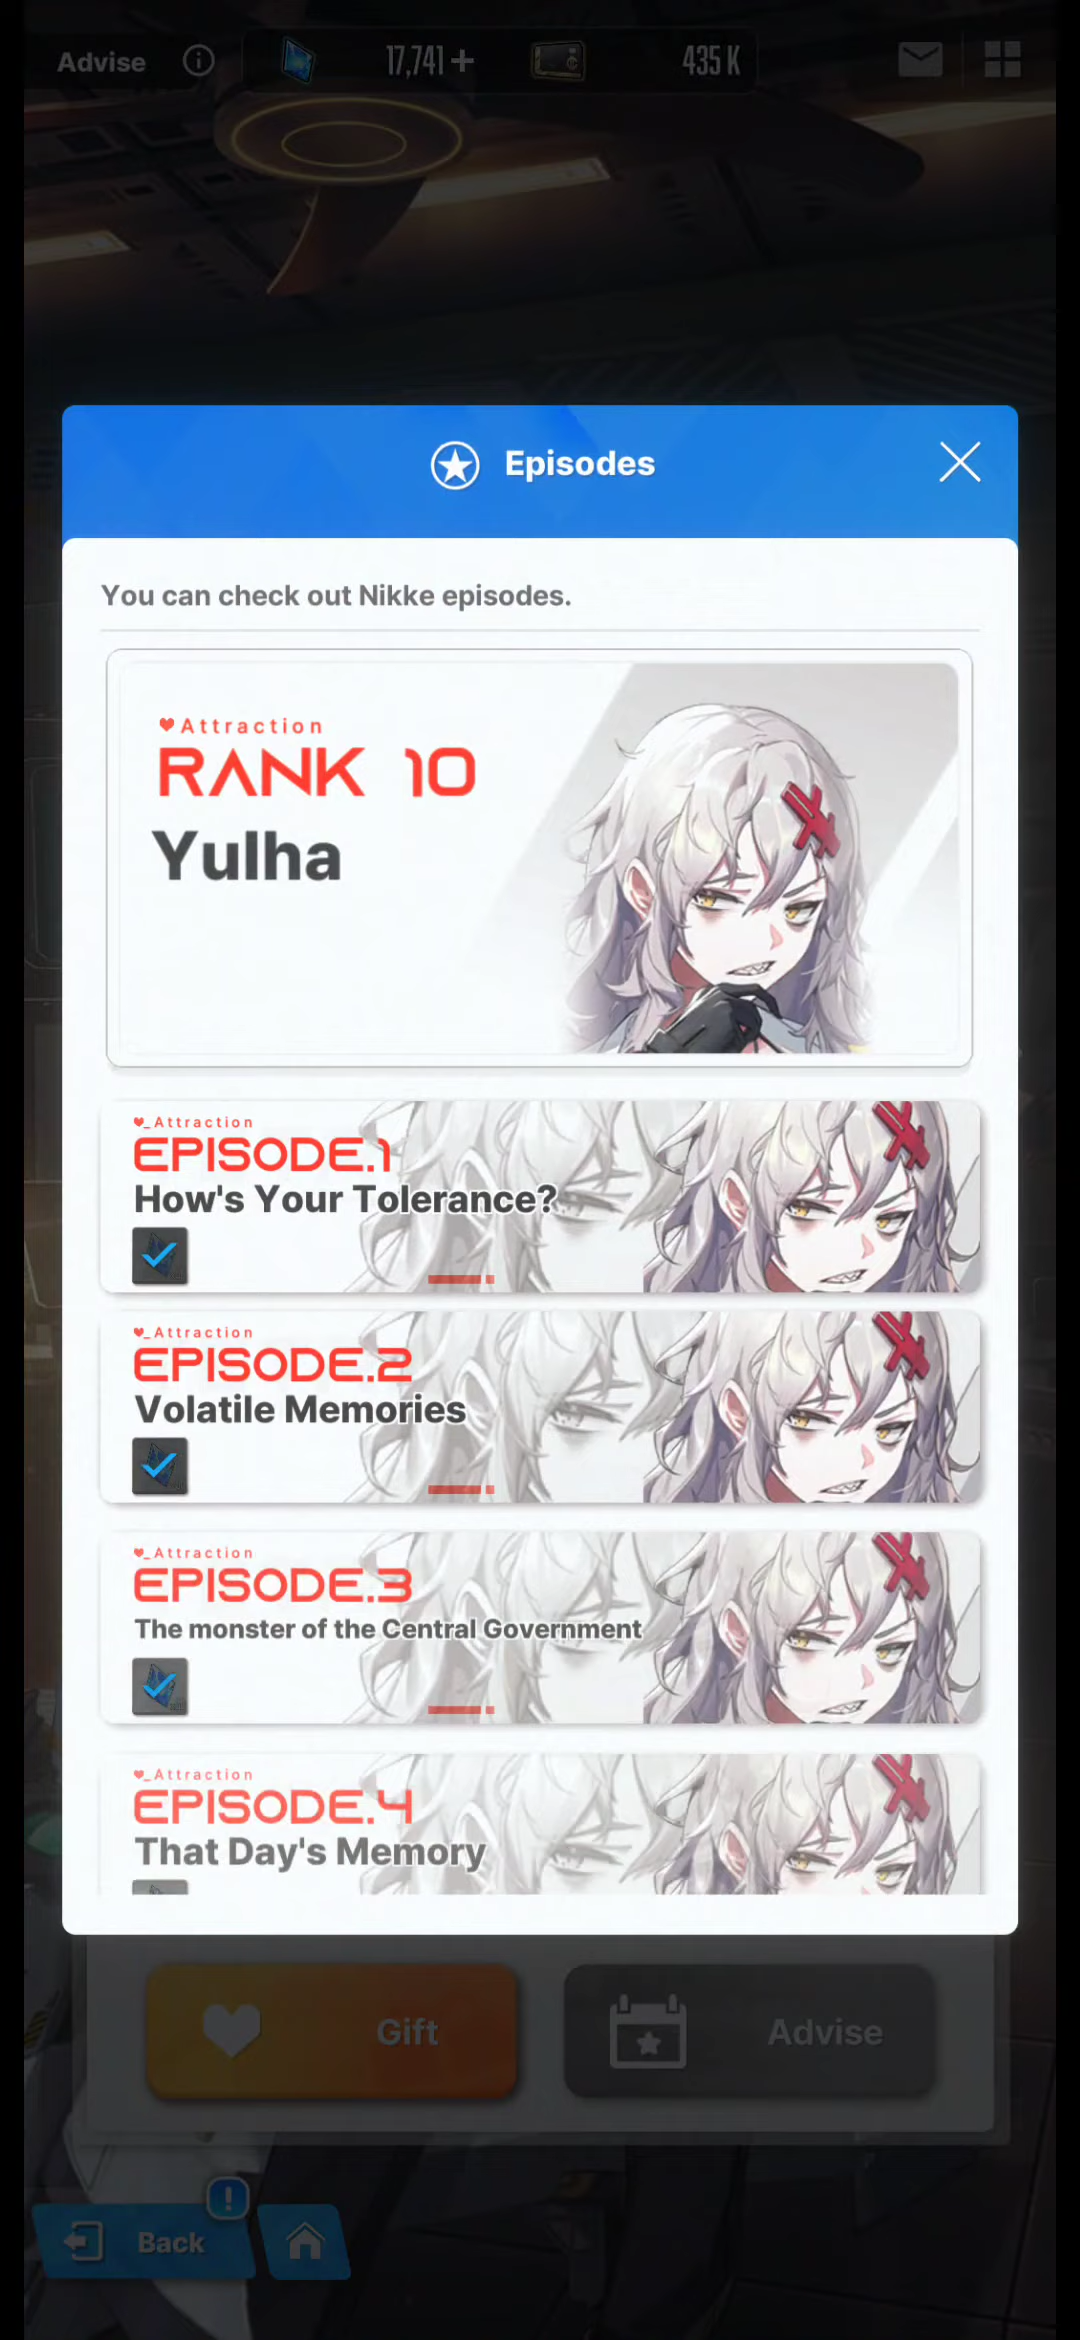 Advise
17,741
435 K
Episodes
You can check out Nikke episodes.
Attraction
RANK 10
Yulha
Attraction
EPISODE.1
How's Your Tolerance?
Attraction
EPISODE.2
Volatile Memories
Attraction
EPISODE.3
The monster of the Central Government
Attraction
EPISODE.4
That Day's Memory
Gift
Advise
!
Back